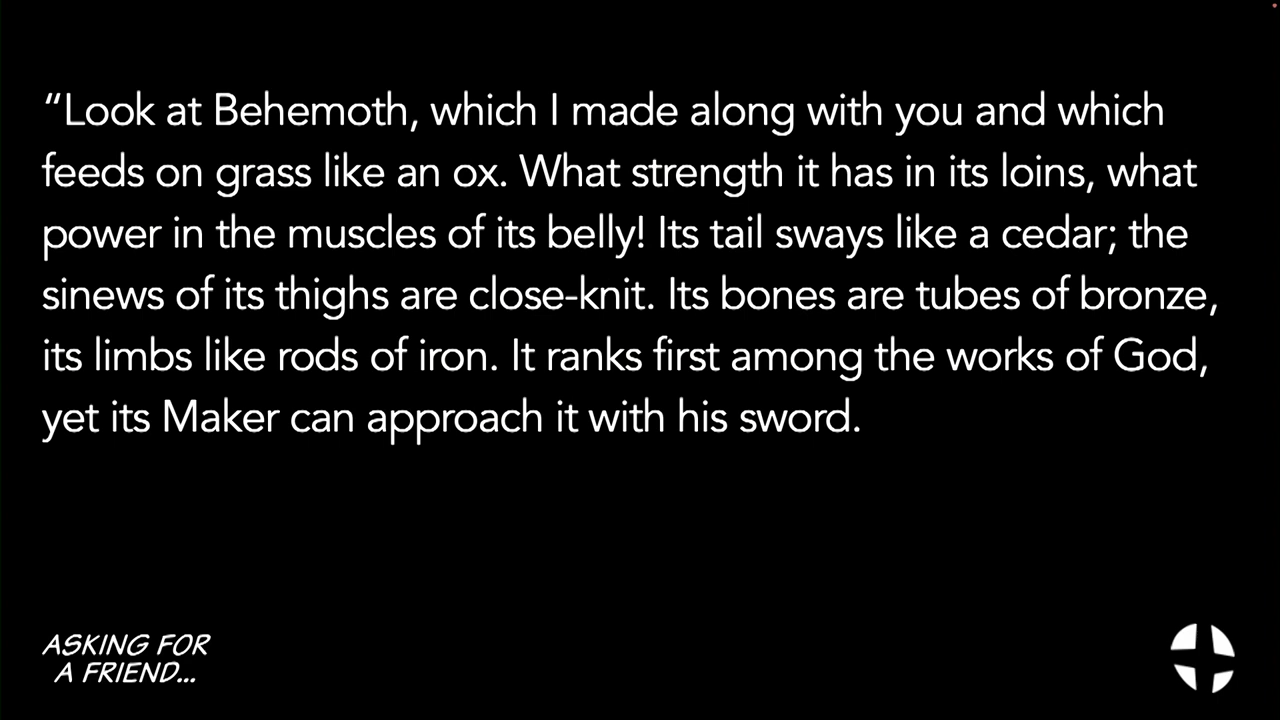 “Look at Behemoth, which I made along with you and which
feeds on grass like an ox. What strength it has in its loins, what
power in the muscles of its belly! Its tail sways like a cedar; the
sinews of its thighs are close-knit. Its bones are tubes of bronze,
its limbs like rods of iron. It ranks first among the works of God,
yet its Maker can approach it with his sword.
ASKING FOR
A FRIEND...